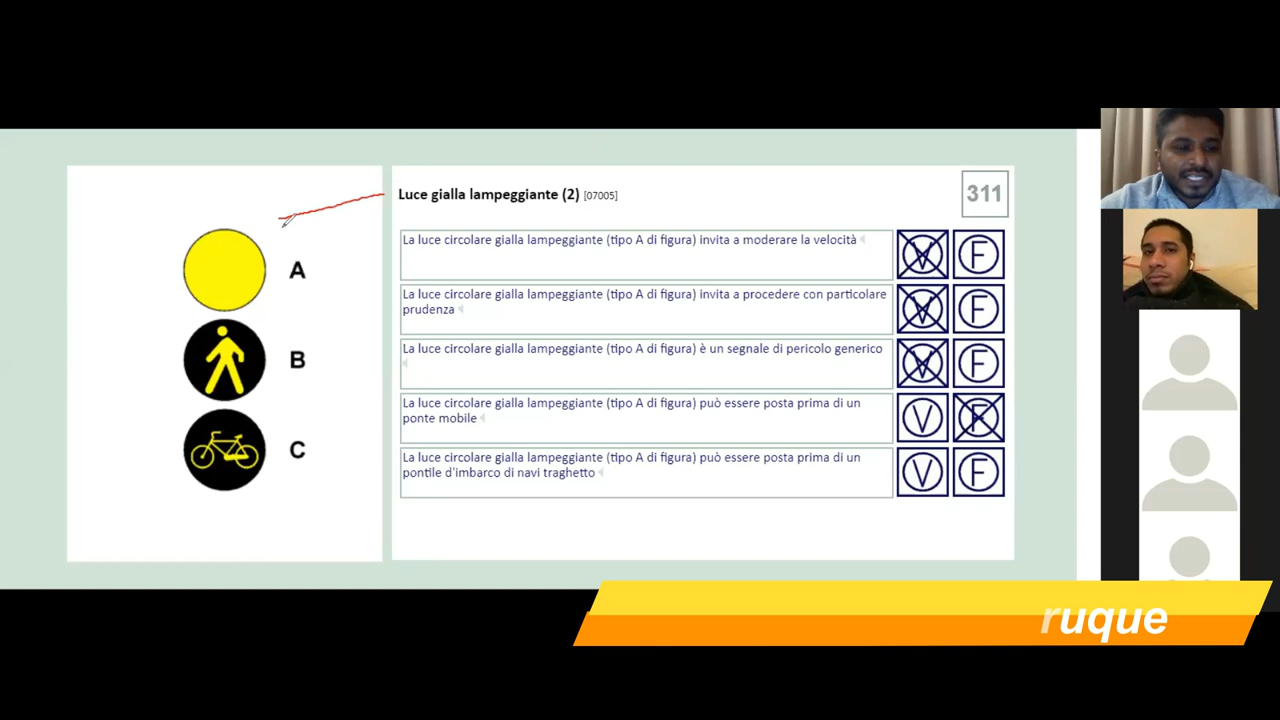 Luce gialla lampeggiante (2) [07005]
311
A
B
C
La luce circolare gialla lampeggiante (tipo A di figura) invita a moderare la velocità
V F
La luce circolare gialla lampeggiante (tipo A di figura) invita a procedere con particolare
prudenza
V F
La luce circolare gialla lampeggiante (tipo A di figura) è un segnale di pericolo generico
V F
La luce circolare gialla lampeggiante (tipo A di figura) può essere posta prima di un
ponte mobile
V F
La luce circolare gialla lampeggiante (tipo A di figura) può essere posta prima di un
pontile d'imbarco di navi traghetto
V F
ruque